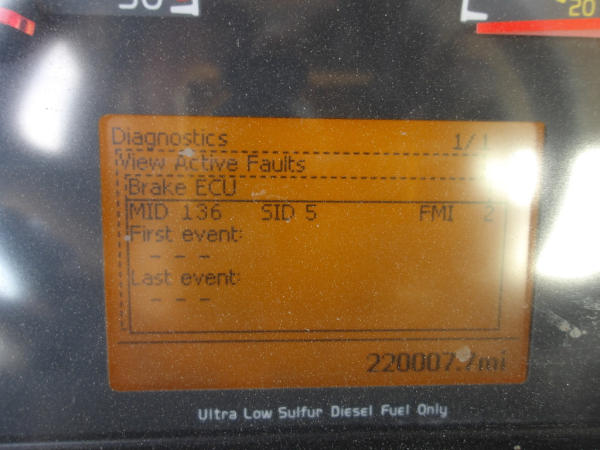 20
Diagnostics 1/1
View Active Faults
Brake ECU
MID 136 SID 5 FMI 2
First event:
- - -
Last event:
- - -
220007.7mi
Ultra Low Sulfur Diesel Fuel Only